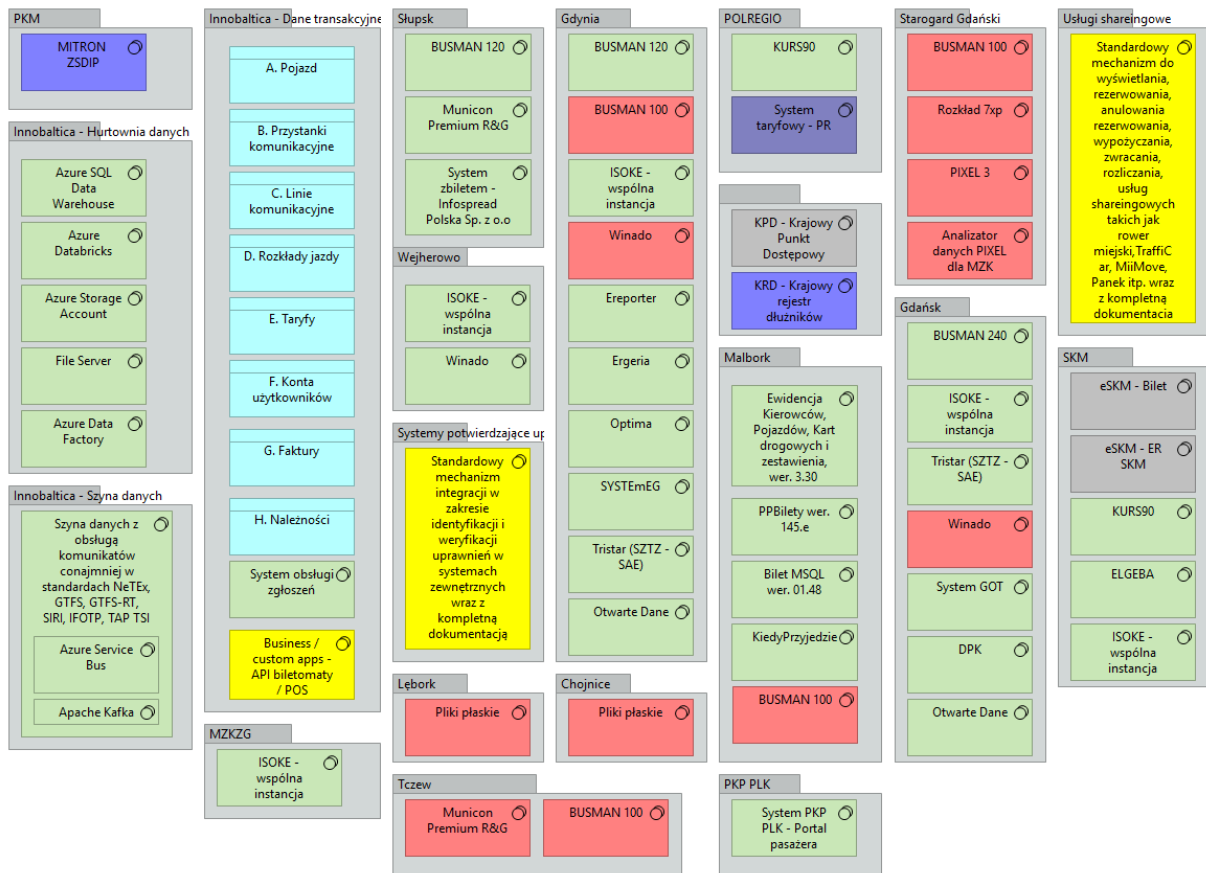 PKM
MITRON
ZSDIP
Innobaltica - Hurtownia danych
Azure SQL
Data
Warehouse
Azure
Databricks
Azure Storage
Account
File Server
Azure Data
Factory
Innobaltica - Szyna danych
Szyna danych z
obsługą
komunikatów
conajmniej w
standardach NeTEx,
GTFS, GTFS-RT,
SIRI, IFOTP, TAP TSI
Azure Service
Bus
Apache Kafka
Innobaltica - Dane transakcyjne
A. Pojazd
B. Przystanki
komunikacyjne
C. Linie
komunikacyjne
D. Rozkłady jazdy
E. Taryfy
F. Konta
użytkowników
G. Faktury
H. Należności
System obsługi
zgłoszeń
Business /
custom apps -
API biletomaty
/ POS
MZKZG
ISOKE -
wspólna
instancja
Słupsk
BUSMAN 120
Municon
Premium R&G
System
zbiletem -
Infospread
Polska Sp. z o.o
Wejherowo
ISOKE -
wspólna
instancja
Winado
Systemy potwierdzające up
Standardowy
mechanizm
integracji w
zakresie
identyfikacji i
weryfikacji
uprawnień w
systemach
zewnętrznych
wraz z
kompletną
dokumentacją
Lębork
Pliki płaskie
Tczew
Municon
Premium R&G
BUSMAN 100
Gdynia
BUSMAN 120
BUSMAN 100
ISOKE -
wspólna
instancja
Winado
Ereporter
Ergeria
Optima
SYSTEmEG
Tristar (SZTZ -
SAE)
Otwarte Dane
Chojnice
Pliki płaskie
POLREGIO
KURS90
System
taryfowy - PR
KPD - Krajowy
Punkt
Dostępowy
KRD - Krajowy
rejestr
dłużników
Malbork
Ewidencja
Kierowców,
Pojazdów, Kart
drogowych i
zestawienia,
wer. 3.30
PPBilety wer.
145.e
Bilet MSQL
wer. 01.48
KiedyPrzyjedzie
BUSMAN 100
PKP PLK
System PKP
PLK - Portal
pasażera
Starogard Gdański
BUSMAN 100
Rozkład 7xp
PIXEL 3
Analizator
danych PIXEL
dla MZK
Gdańsk
BUSMAN 240
ISOKE -
wspólna
instancja
Tristar (SZTZ -
SAE)
Winado
System GOT
DPK
Otwarte Dane
Usługi shareingowe
Standardowy
mechanizm do
wyświetlania,
rezerwowania,
anulowania
rezerwowania,
wypożyczania,
zwracania,
rozliczania,
usług
shareingowych
takich jak
rower
miejski,TraffiC
ar, MiiMove,
Panek itp. wraz
z kompletną
dokumentacia
SKM
eSKM - Bilet
eSKM - ER
SKM
KURS90
ELGEBA
ISOKE -
wspólna
instancja